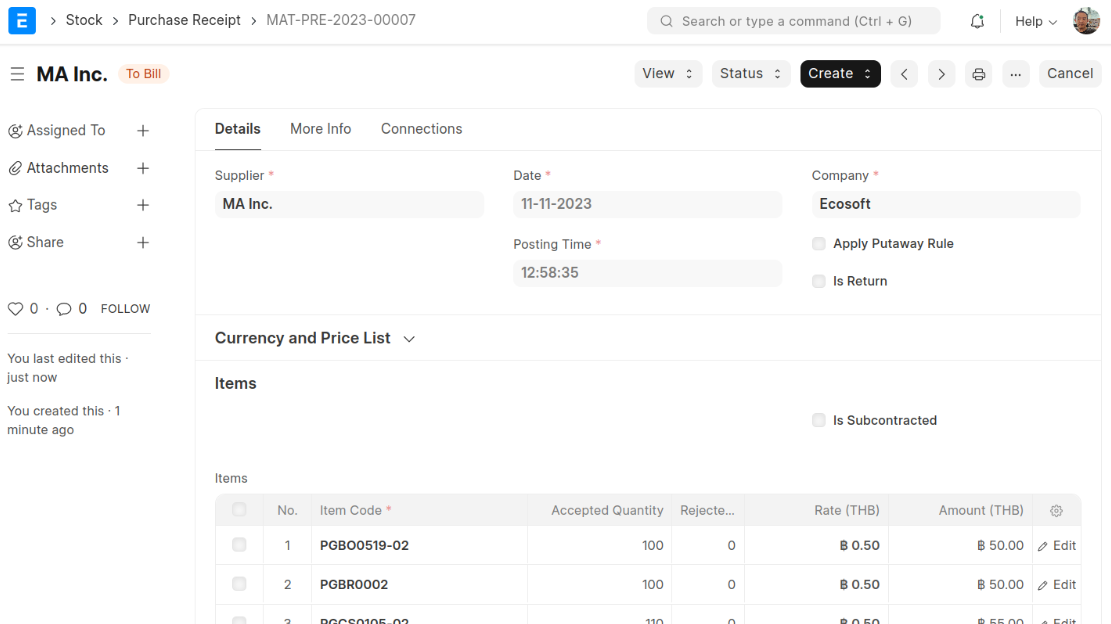 E > Stock > Purchase Receipt > MAT-PRE-2023-00007 Search or type a command (Ctrl + G) Help
MA Inc. To Bill View Status Create ... Cancel
Assigned To +
Attachments +
Tags +
Share +
0 · 0 FOLLOW
You last edited this ·
just now
You created this · 1
minute ago
Details More Info Connections
Supplier * Date * Company *
MA Inc. 11-11-2023 Ecosoft
Posting Time * Apply Putaway Rule
12:58:35 Is Return
Currency and Price List
Items
Is Subcontracted
Items
No. Item Code * Accepted Quantity Rejecte... Rate (THB) Amount (THB)
1 PGBO0519-02 100 0 ฿ 0.50 ฿ 50.00 Edit
2 PGBR0002 100 0 ฿ 0.50 ฿ 50.00 Edit
3 PGCS0105-02 110 0 ฿ 0.50 ฿ 55.00 Edit